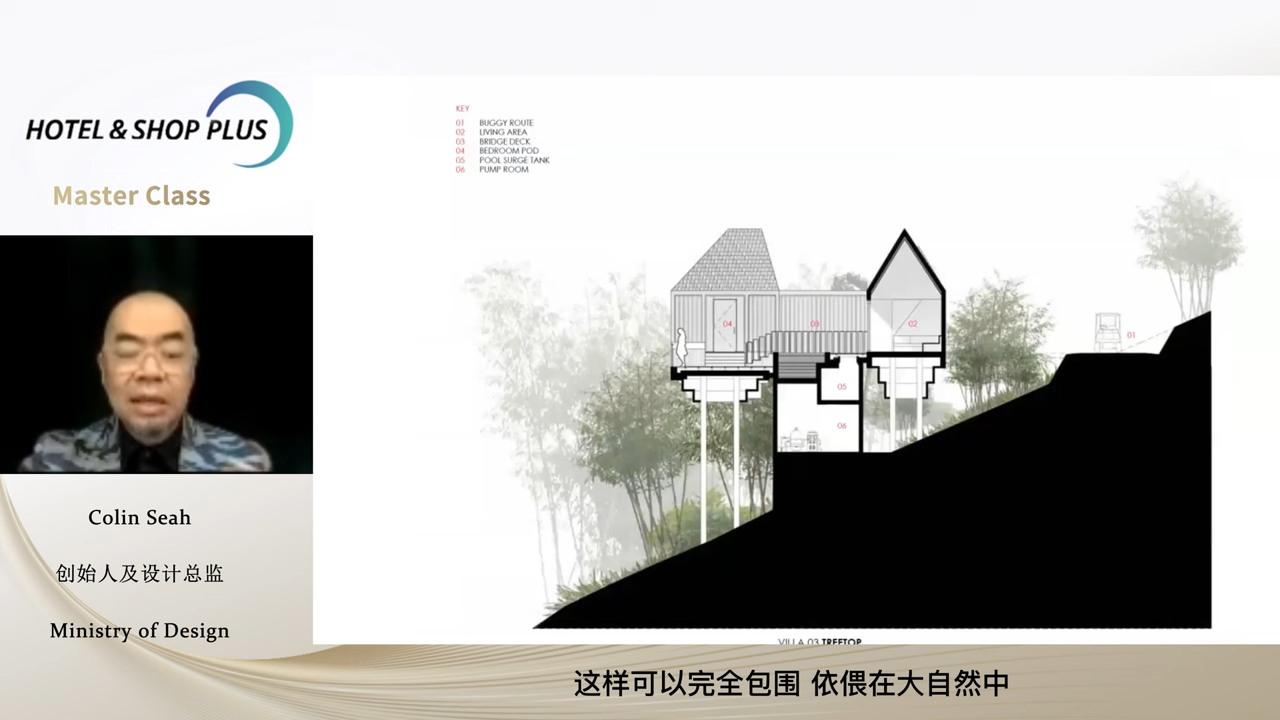 HOTEL & SHOP PLUS
Master Class
Colin Seah
创始人及设计总监
Ministry of Design
KEY
01 BUGGY ROUTE
02 LIVING AREA
03 BRIDGE DECK
04 BEDROOM POD
05 POOL SURGE TANK
06 PUMP ROOM
04
03
02
01
05
06
VILLA 03 TREETOP
这样可以完全包围 依偎在大自然中